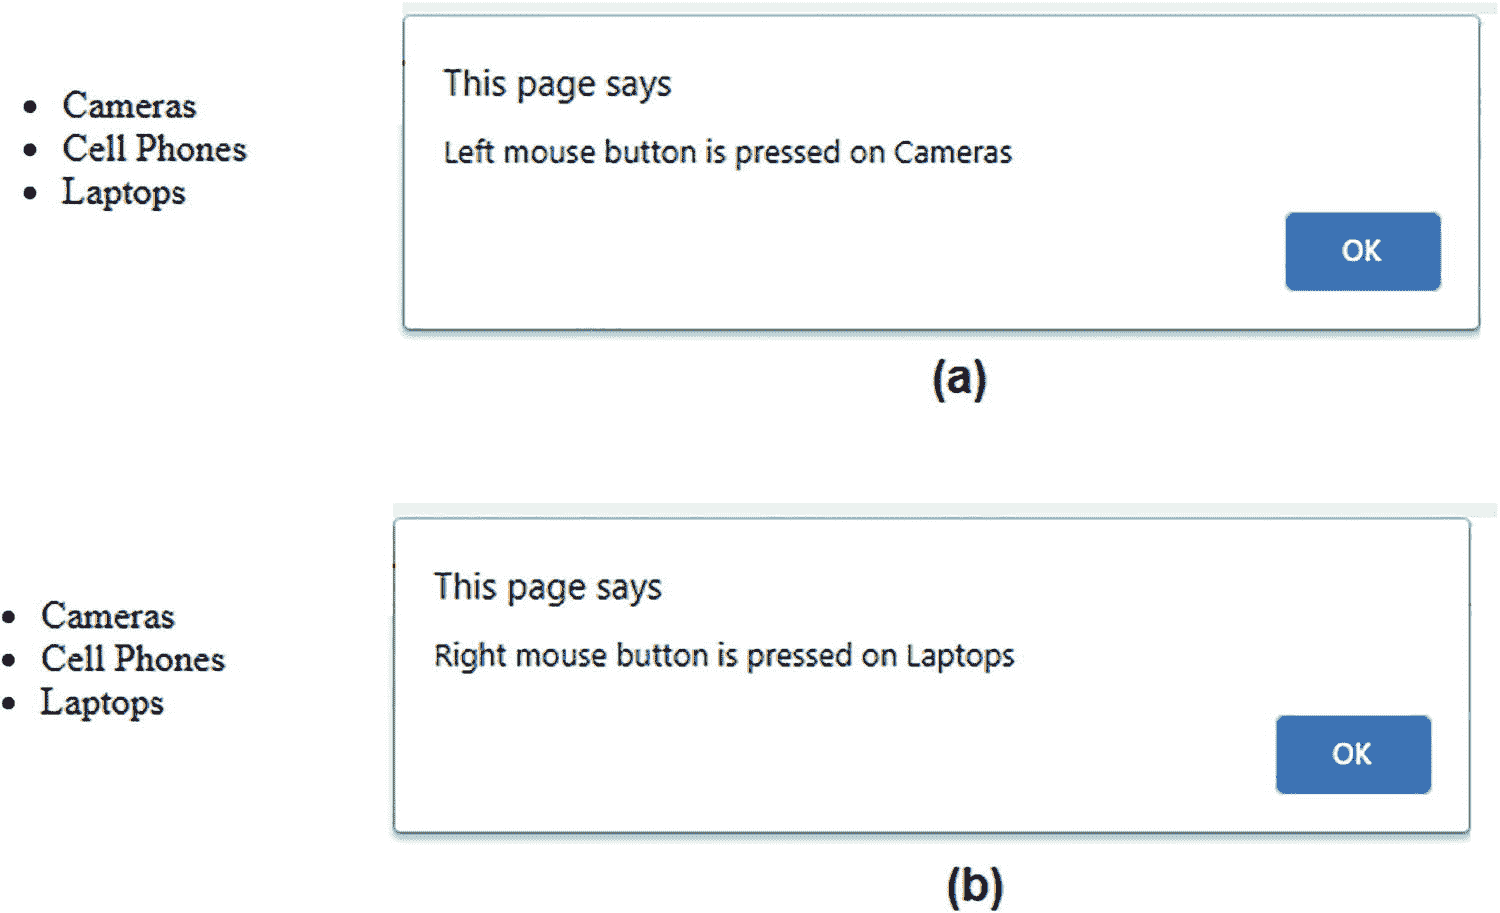 Cameras
Cell Phones
Laptops
This page says
Left mouse button is pressed on Cameras
OK
(a)
Cameras
Cell Phones
Laptops
This page says
Right mouse button is pressed on Laptops
OK
(b)